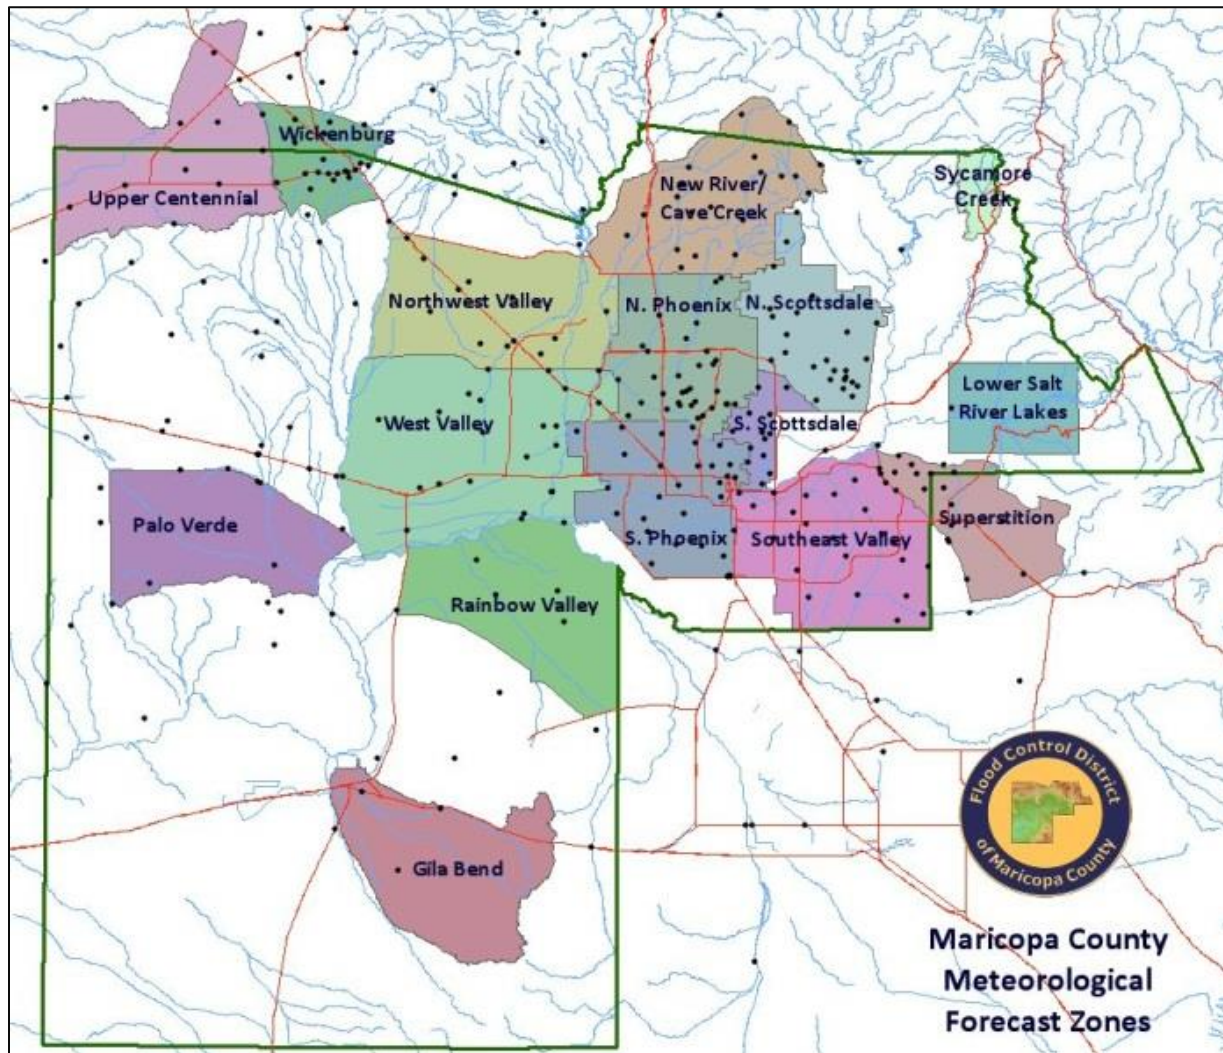 Wickenburg
Upper Centennial
New River/
Cave Creek
Sycamore
Creek
Northwest Valley
N. Phoenix
N. Scottsdale
Lower Salt
River Lakes
West Valley
S. Scottsdale
Palo Verde
S. Phoenix
Southeast Valley
Superstition
Rainbow Valley
Gila Bend
Flood Control District
of Maricopa County
Maricopa County
Meteorological
Forecast Zones